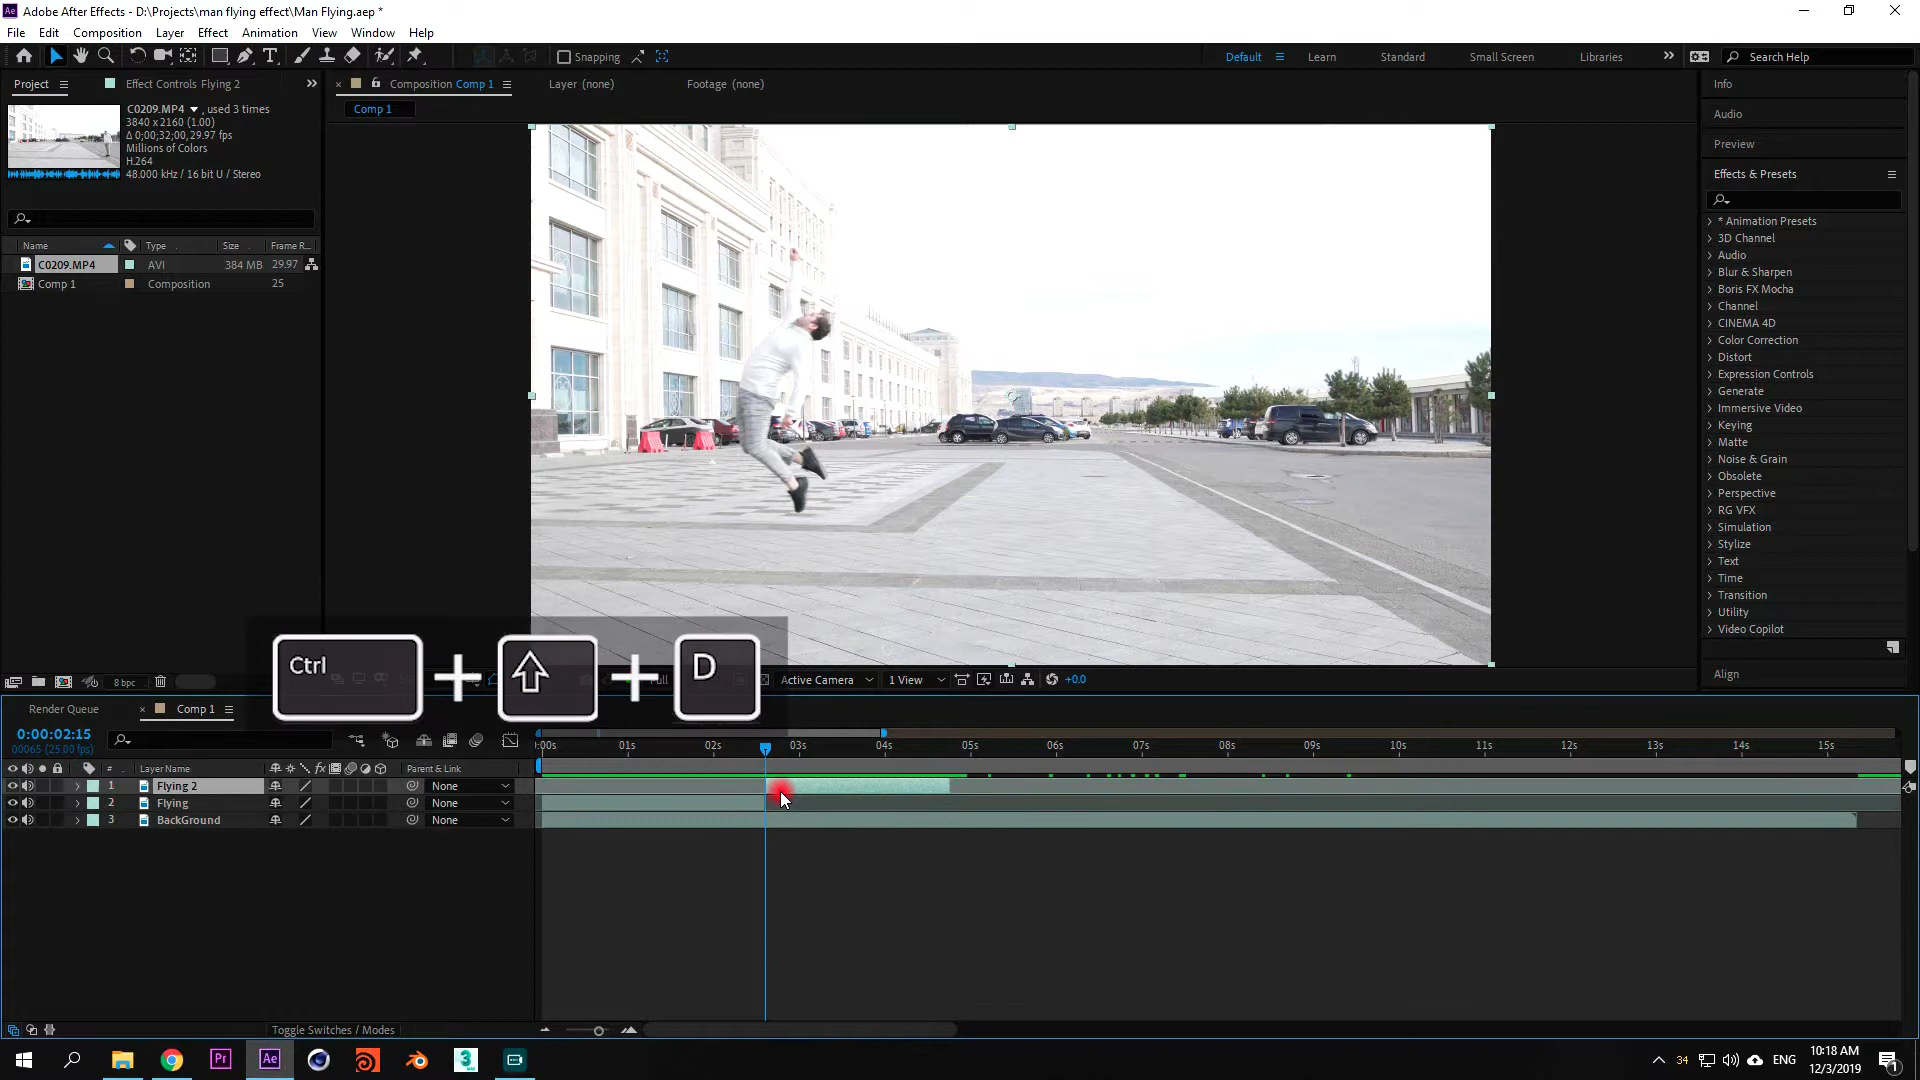 Ae Adobe After Effects - D:\Projects\man flying effect\Man Flying.aep *
File Edit Composition Layer Effect Animation View Window Help
Snapping Default Learn Standard Small Screen Libraries Search Help
Project Effect Controls Flying 2 Composition Comp 1 Layer (none) Footage (none) Info
C0209.MP4 , used 3 times
3840 x 2160 (1.00)
Δ 0;00;32;00, 29.97 fps
Millions of Colors
H.264
48.000 kHz / 16 bit U / Stereo
Comp 1
Audio
Preview
Effects & Presets
Name Type Size Frame R...
C0209.MP4 AVI 384 MB 29.97
Comp 1 Composition 25
* Animation Presets
3D Channel
Audio
Blur & Sharpen
Boris FX Mocha
Channel
CINEMA 4D
Color Correction
Distort
Expression Controls
Generate
Immersive Video
Keying
Matte
Noise & Grain
Obsolete
Perspective
RG VFX
Simulation
Stylize
Text
Time
Transition
Utility
Video Copilot
Align
Ctrl + + D
8 bpc Full Active Camera 1 View +0.0
Render Queue Comp 1
0:00:02:15
00065 (25.00 fps)
:00s 01s 02s 03s 04s 05s 06s 07s 08s 09s 10s 11s 12s 13s 14s 15s
# Layer Name fx Parent & Link
1 Flying 2 None
2 Flying None
3 BackGround None
Toggle Switches / Modes
Pr Ae 3 34 ENG 10:18 AM
12/3/2019 1